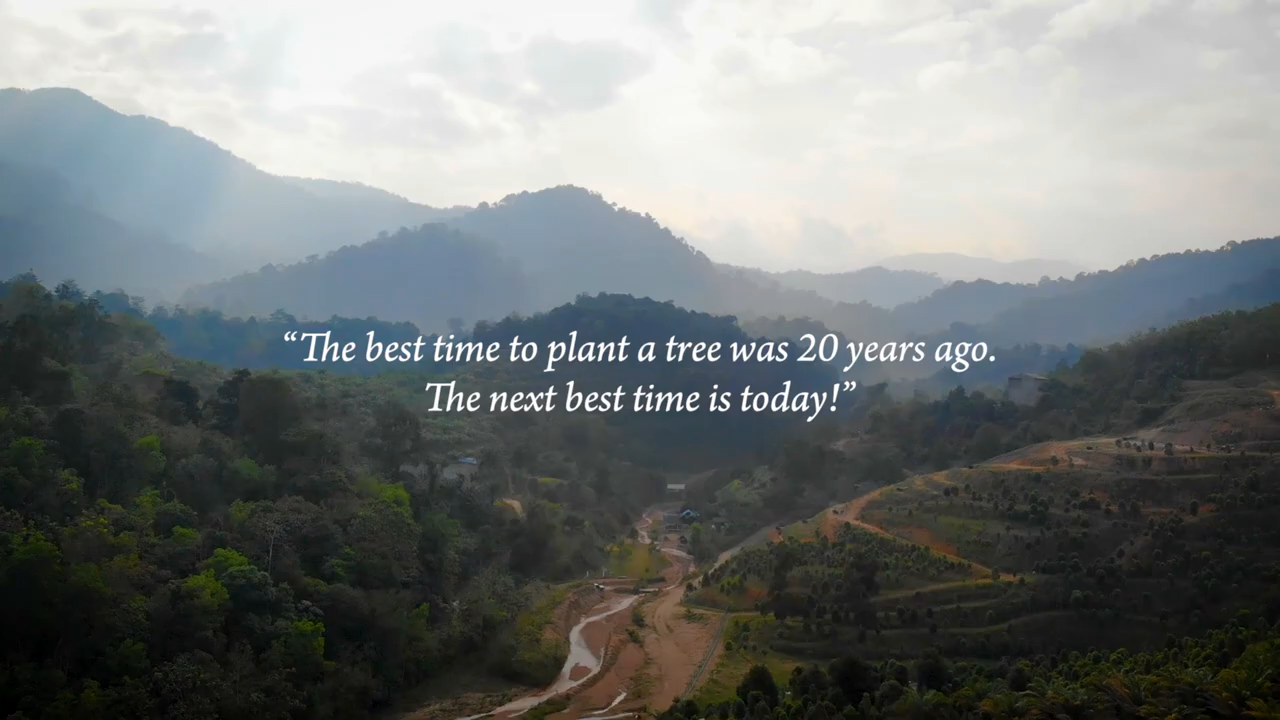 “The best time to plant a tree was 20 years ago.
The next best time is today!”